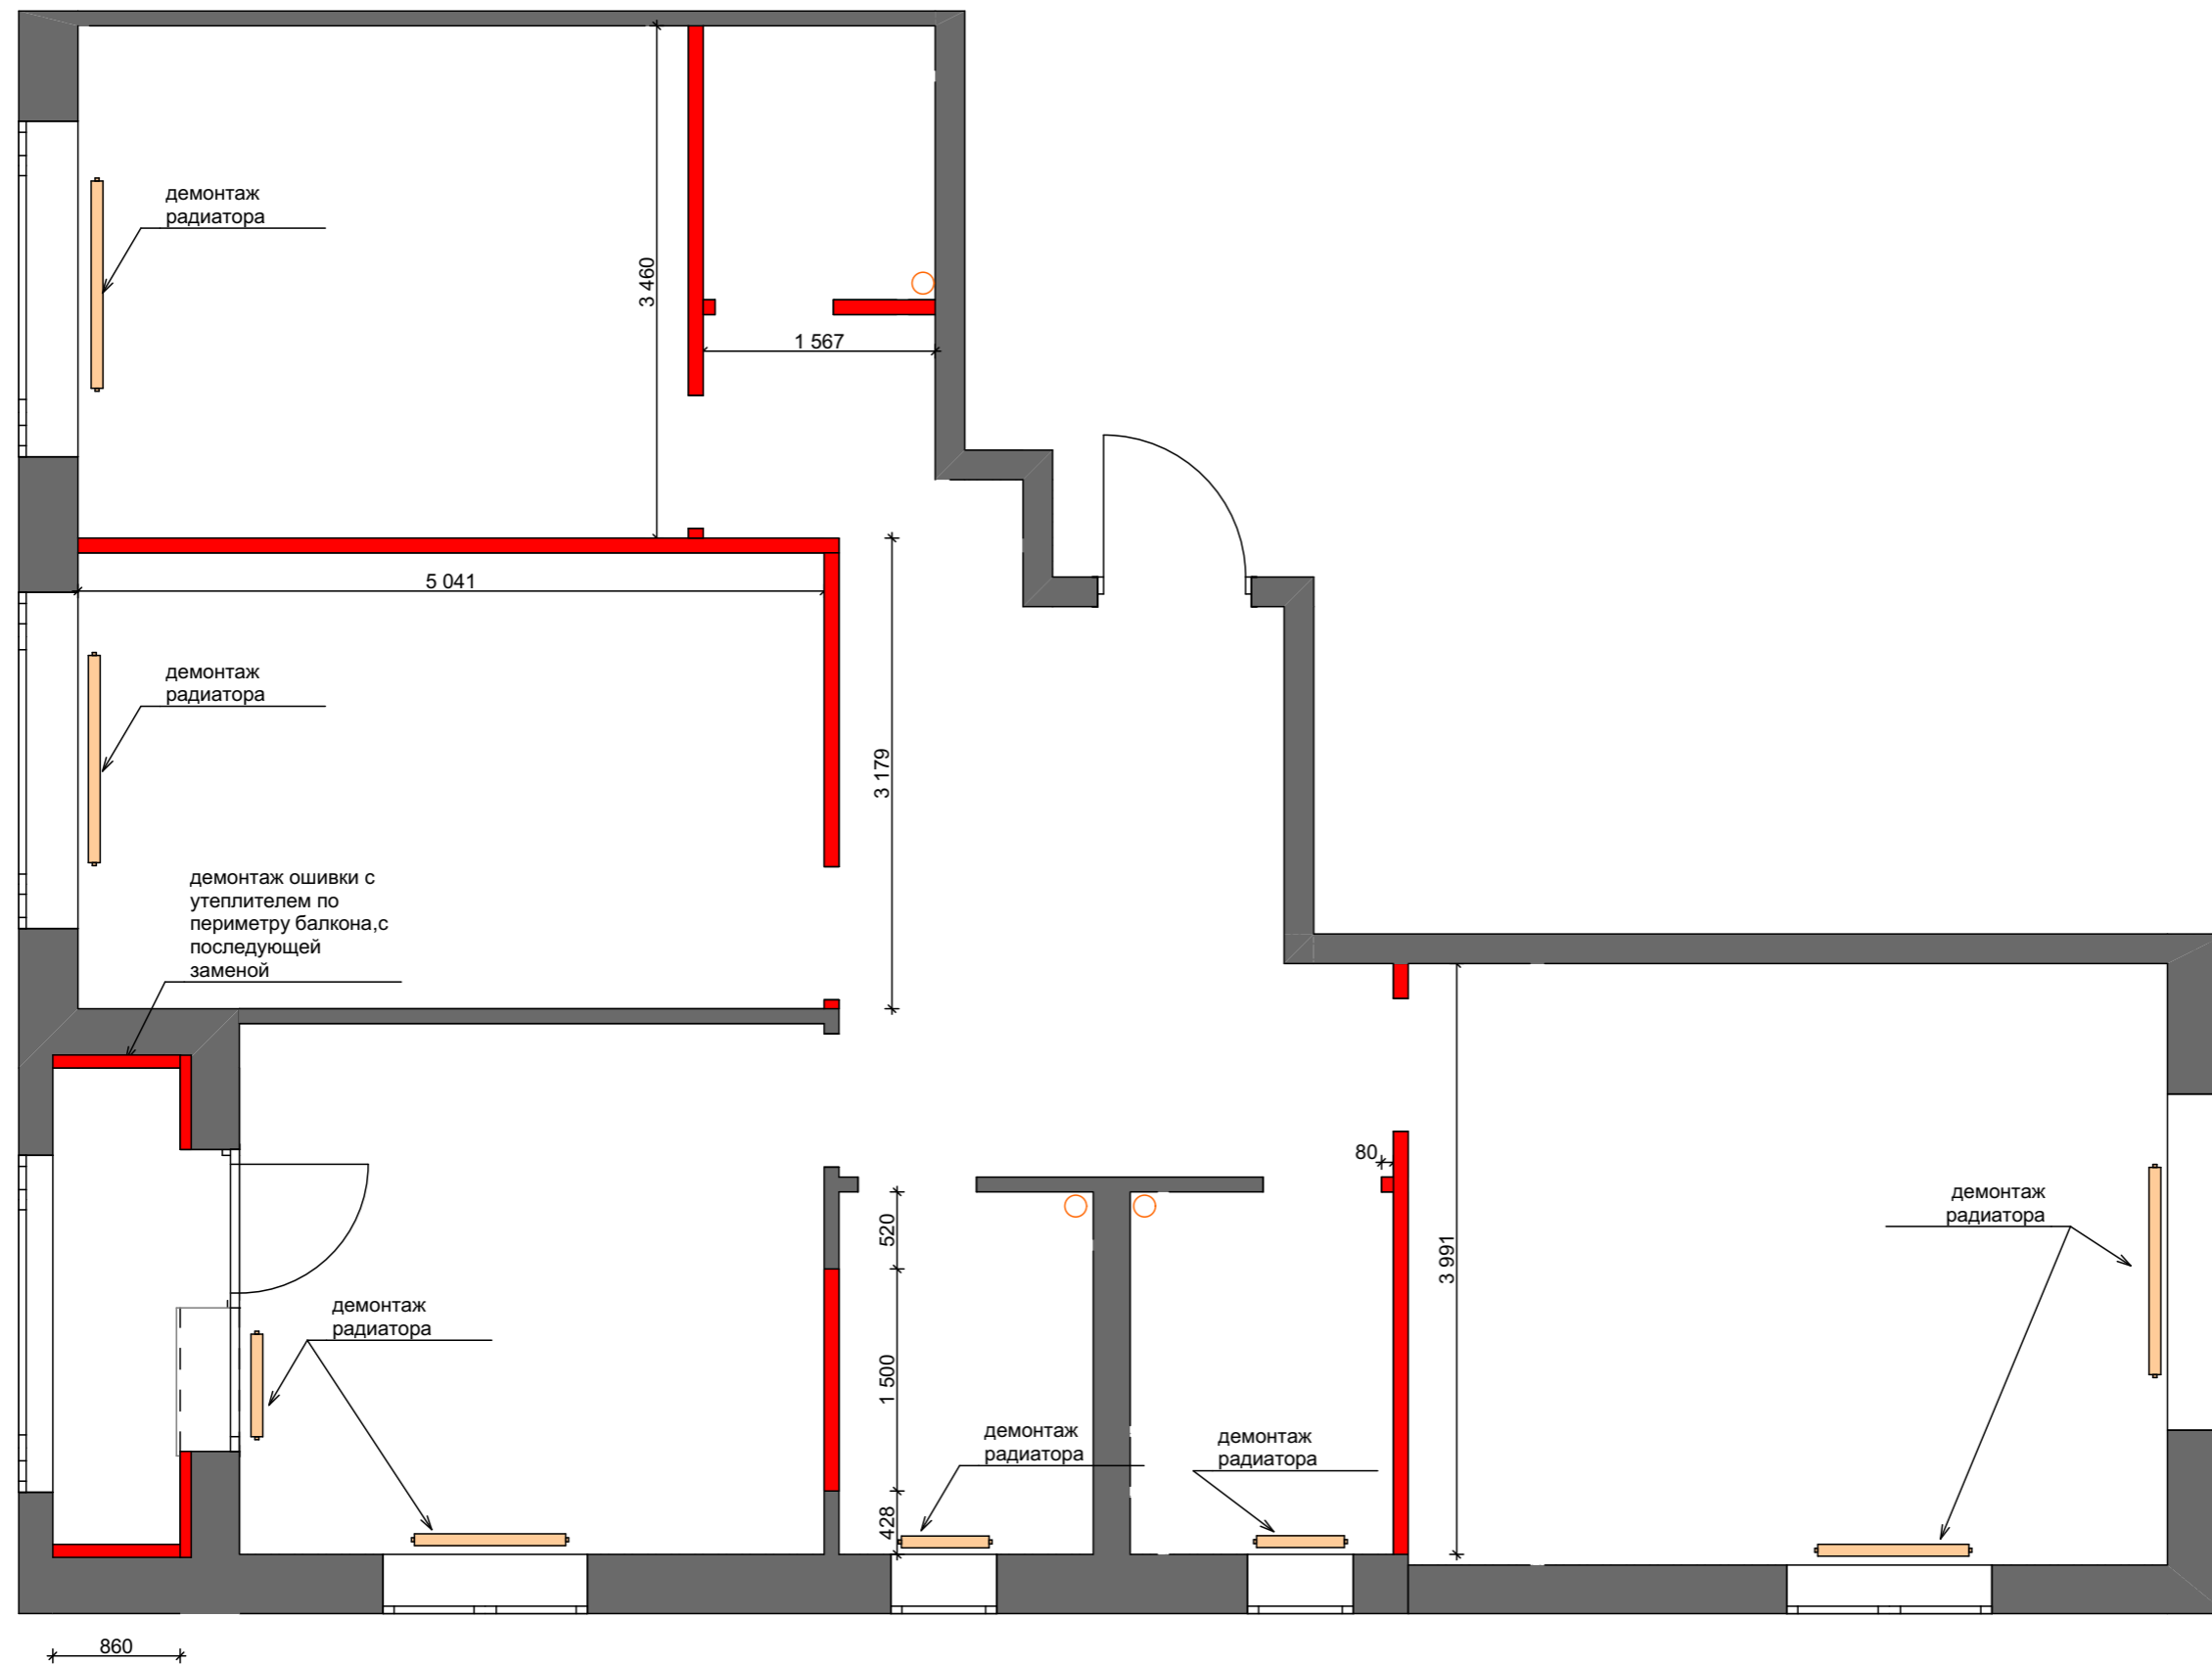 демонтаж
радиатора
3 460
1 567
5 041
демонтаж
радиатора
3 179
демонтаж ошивки с
утеплителем по
периметру балкона,с
последующей
заменой
80
демонтаж
радиатора
520
3 991
демонтаж
радиатора
1 500
демонтаж
радиатора
демонтаж
радиатора
428
860